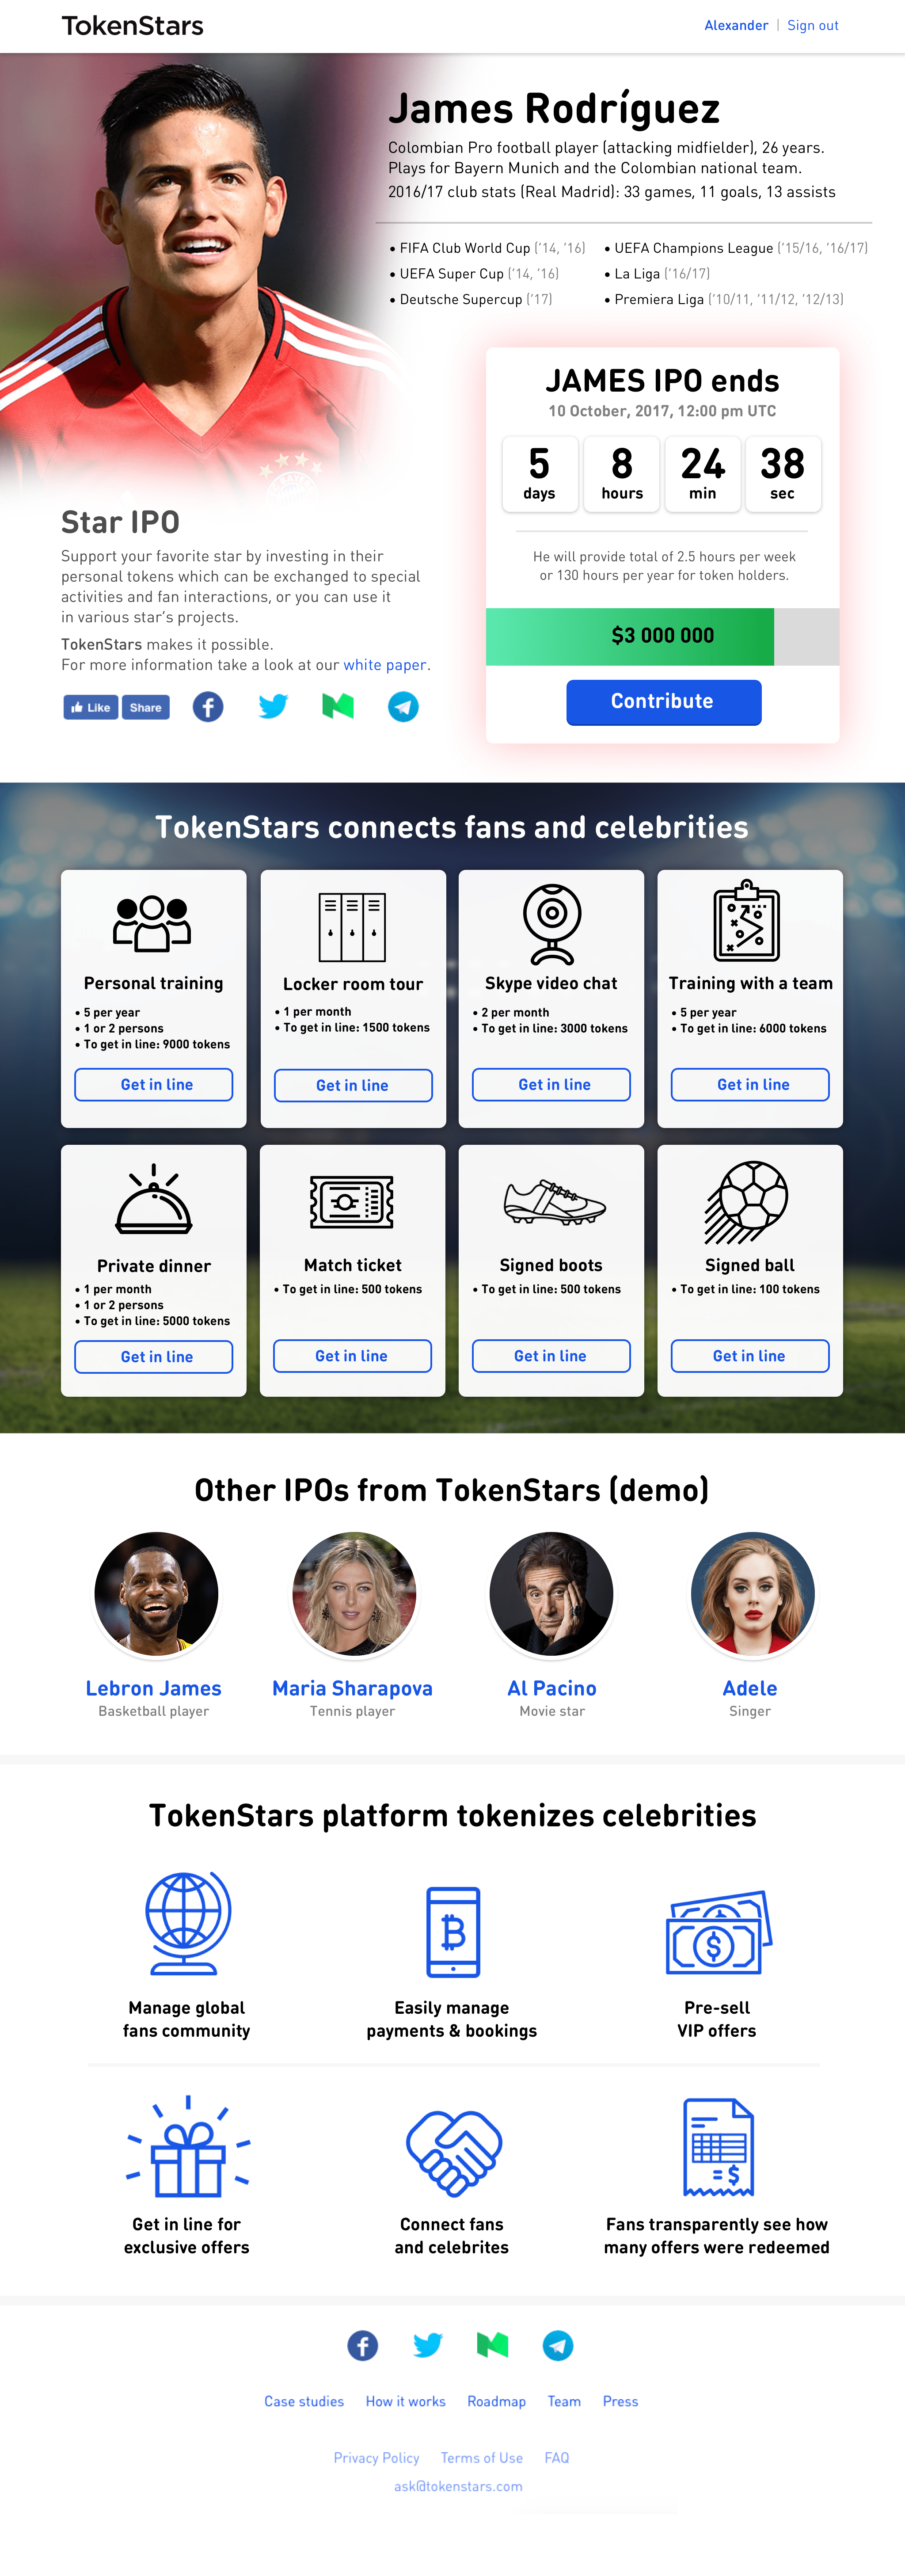 TokenStars
Alexander | Sign out
James Rodríguez
Colombian Pro football player (attacking midfielder), 26 years.
Plays for Bayern Munich and the Colombian national team.
2016/17 club stats (Real Madrid): 33 games, 11 goals, 13 assists
• FIFA Club World Cup ('14, '16)
• UEFA Super Cup ('14, '16)
• Deutsche Supercup ('17)
• UEFA Champions League ('15/16, '16/17)
• La Liga ('16/17)
• Premiera Liga ('10/11, '11/12, '12/13)
JAMES IPO ends
10 October, 2017, 12:00 pm UTC
5 8 24 38
days hours min sec
He will provide total of 2.5 hours per week
or 130 hours per year for token holders.
$3 000 000
Contribute
Star IPO
Support your favorite star by investing in their
personal tokens which can be exchanged to special
activities and fan interactions, or you can use it
in various star's projects.
TokenStars makes it possible.
For more information take a look at our white paper.
Like Share
TokenStars connects fans and celebrities
Personal training
• 5 per year
• 1 or 2 persons
• To get in line: 9000 tokens
Get in line
Locker room tour
• 1 per month
• To get in line: 1500 tokens
Get in line
Skype video chat
• 2 per month
• To get in line: 3000 tokens
Get in line
Training with a team
• 5 per year
• To get in line: 6000 tokens
Get in line
Private dinner
• 1 per month
• 1 or 2 persons
• To get in line: 5000 tokens
Get in line
Match ticket
• To get in line: 500 tokens
Get in line
Signed boots
• To get in line: 500 tokens
Get in line
Signed ball
• To get in line: 100 tokens
Get in line
Other IPOs from TokenStars (demo)
Lebron James
Basketball player
Maria Sharapova
Tennis player
Al Pacino
Movie star
Adele
Singer
TokenStars platform tokenizes celebrities
Manage global
fans community
Easily manage
payments & bookings
Pre-sell
VIP offers
Get in line for
exclusive offers
Connect fans
and celebrites
Fans transparently see how
many offers were redeemed
Case studies How it works Roadmap Team Press
Privacy Policy Terms of Use FAQ
ask@tokenstars.com